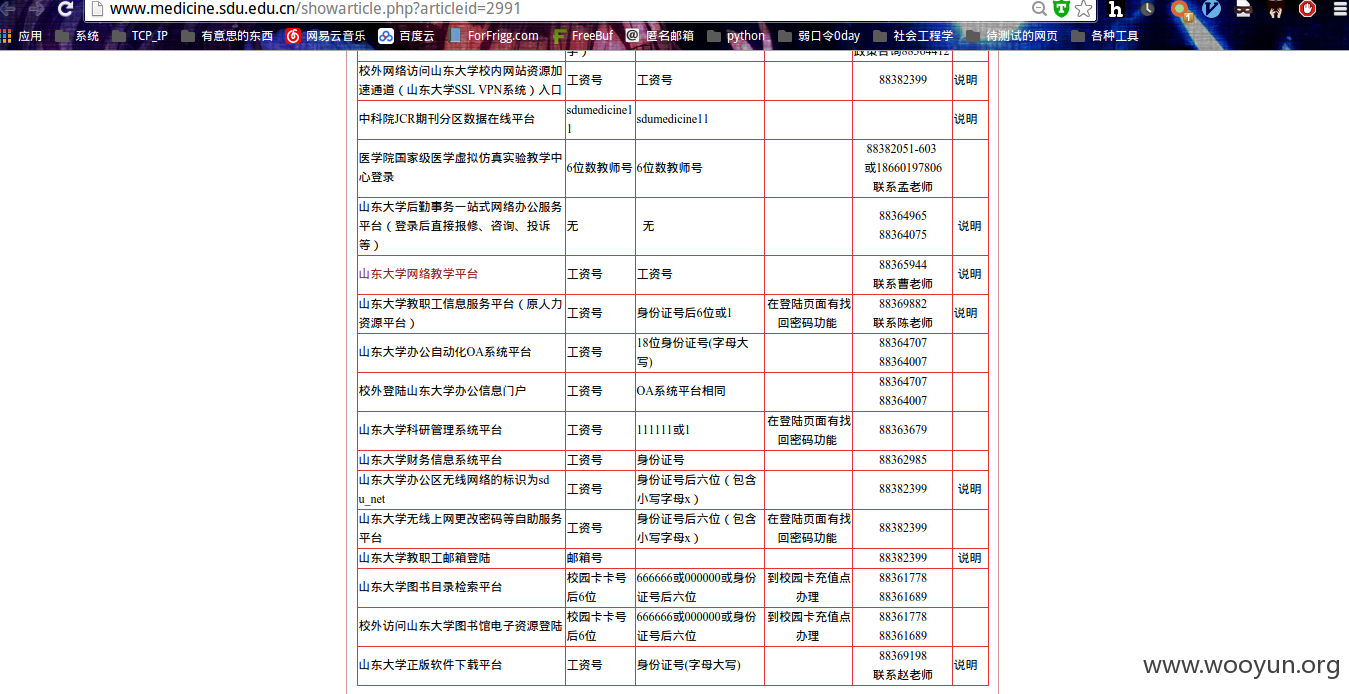 www.medicine.sdu.edu.cn/showarticle.php?articleid=2991
应用 系统 TCP_IP 有意思的东西 网易云音乐 百度云 ForFrigg.com FreeBuf 匿名邮箱 python 弱口令0day 社会工程学 待测试的网页 各种工具
校外网络访问山东大学校内网站资源加
速通道（山东大学SSL VPN系统）入口
工资号
工资号
88382399
说明
中科院JCR期刊分区数据在线平台
sdumedicine1
1
sdumedicine11
说明
医学院国家级医学虚拟仿真实验教学中
心登录
6位数教师号
6位数教师号
88382051-603
或18660197806
联系孟老师
山东大学后勤事务一站式网络办公服务
平台（登录后直接报修、咨询、投诉
等）
无
无
88364965
88364075
说明
山东大学网络教学平台
工资号
工资号
88365944
联系曹老师
说明
山东大学教职工信息服务平台（原人力
资源平台）
工资号
身份证号后6位或1
在登陆页面有找
回密码功能
88369882
联系陈老师
说明
山东大学办公自动化OA系统平台
工资号
18位身份证号(字母大
写)
88364707
88364007
校外登陆山东大学办公信息门户
工资号
OA系统平台相同
88364707
88364007
山东大学科研管理系统平台
工资号
111111或1
在登陆页面有找
回密码功能
88363679
山东大学财务信息系统平台
工资号
身份证号
88362985
山东大学办公区无线网络的标识为sd
u_net
工资号
身份证号后六位（包含
小写字母x）
88382399
说明
山东大学无线上网更改密码等自助服务
平台
工资号
身份证号后六位（包含
小写字母x）
在登陆页面有找
回密码功能
88382399
山东大学教职工邮箱登陆
邮箱号
88382399
说明
山东大学图书目录检索平台
校园卡卡号
后6位
666666或000000或身份
证号后六位
到校园卡充值点
办理
88361778
88361689
校外访问山东大学图书馆电子资源登陆
校园卡卡号
后6位
666666或000000或身份
证号后六位
到校园卡充值点
办理
88361778
88361689
山东大学正版软件下载平台
工资号
身份证号(字母大写)
88369198
联系赵老师
说明
www.wooyun.org